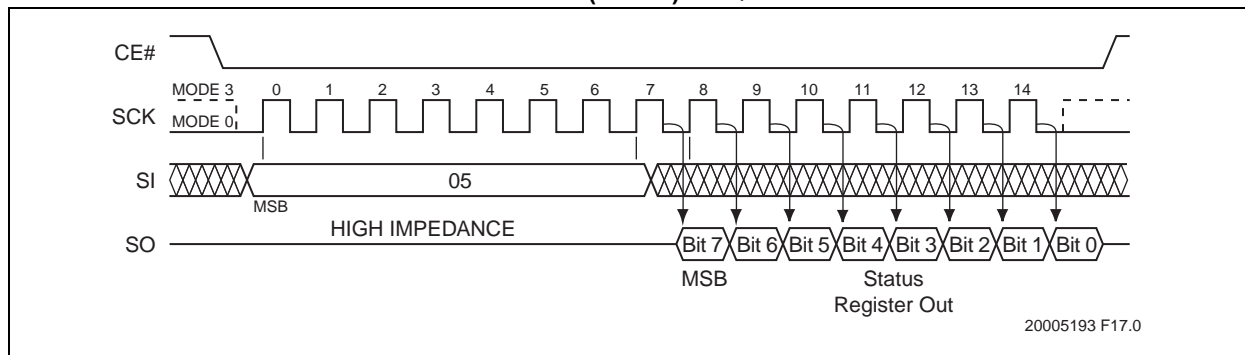 CE#
MODE 3 0 1 2 3 4 5 6 7 8 9 10 11 12 13 14
SCK
MODE 0
SI 05
MSB
HIGH IMPEDANCE
SO Bit 7 Bit 6 Bit 5 Bit 4 Bit 3 Bit 2 Bit 1 Bit 0
MSB Status
Register Out
20005193 F17.0